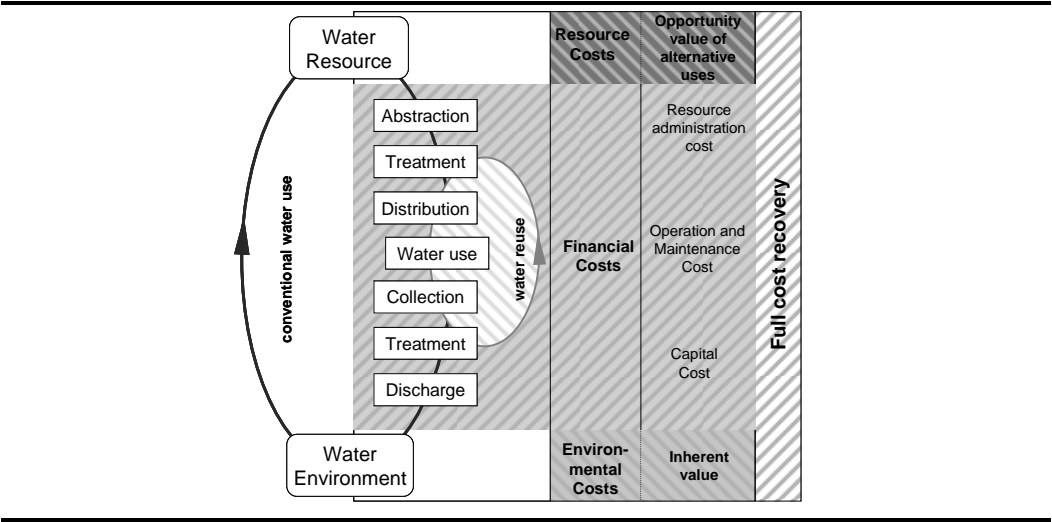 Water
Resource
Resource
Costs
Opportunity
value of
alternative
uses
Abstraction
Treatment
Distribution
Water use
Collection
Treatment
Discharge
conventional water use
water reuse
Financial
Costs
Resource
administration
cost
Operation and
Maintenance
Cost
Capital
Cost
Full cost recovery
Water
Environment
Environ-
mental
Costs
Inherent
value